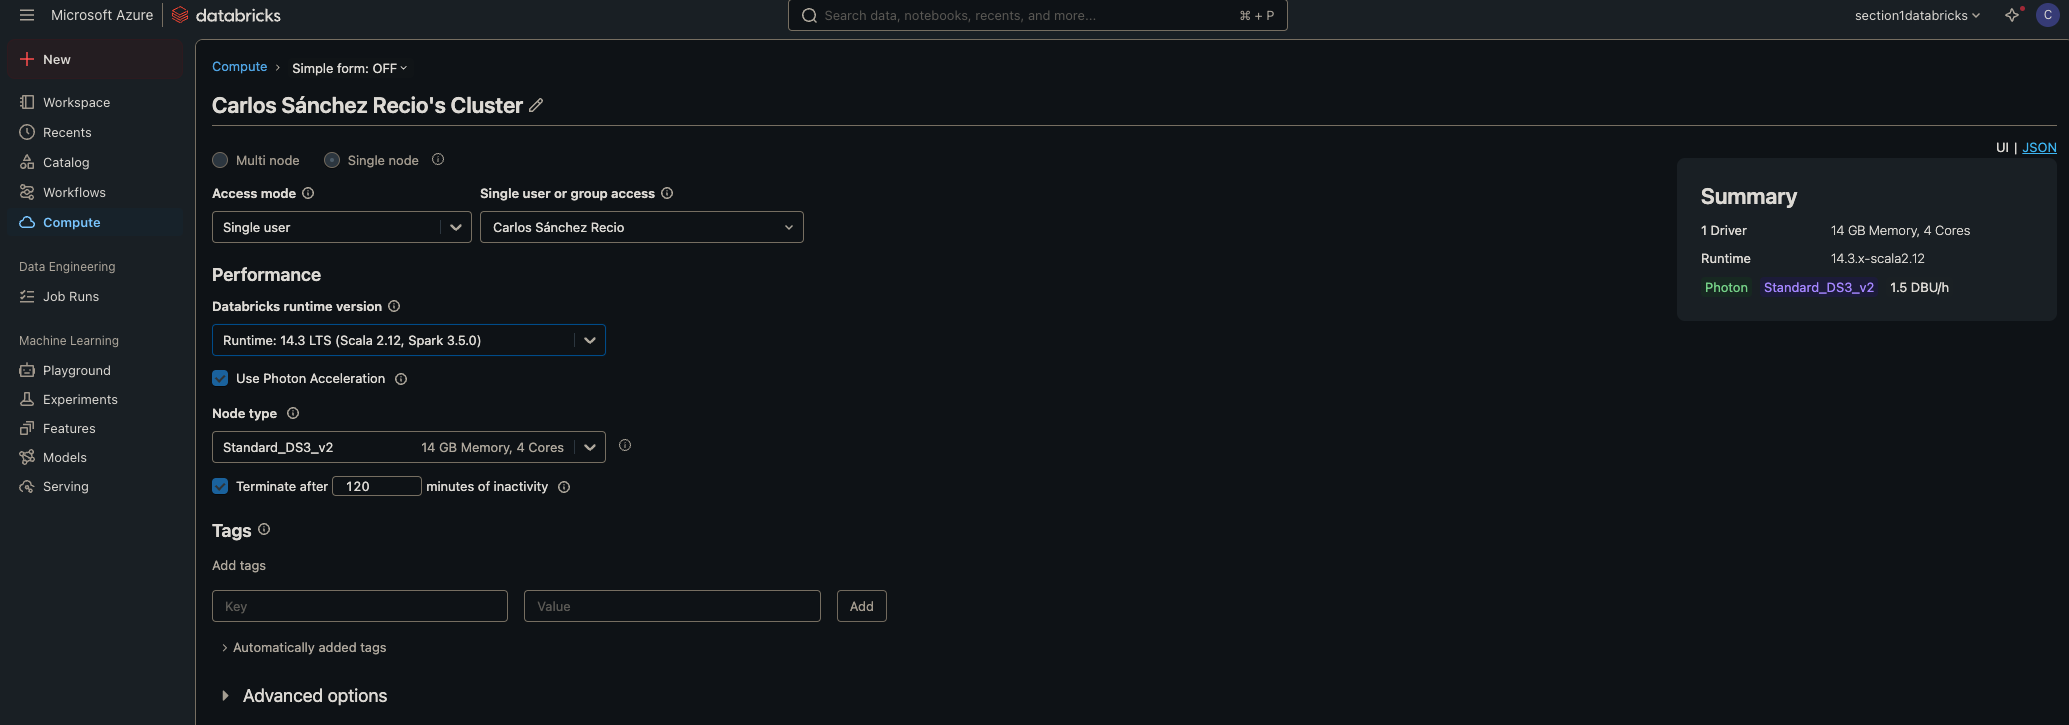 Microsoft Azure databricks
Search data, notebooks, recents, and more... ⌘ + P
section1databricks C
New
Workspace
Recents
Catalog
Workflows
Compute
Data Engineering
Job Runs
Machine Learning
Playground
Experiments
Features
Models
Serving
Compute > Simple form: OFF
Carlos Sánchez Recio's Cluster
UI | JSON
Multi node Single node
Access mode Single user or group access
Single user Carlos Sánchez Recio
Performance
Databricks runtime version
Runtime: 14.3 LTS (Scala 2.12, Spark 3.5.0)
Use Photon Acceleration
Node type
Standard_DS3_v2 14 GB Memory, 4 Cores
Terminate after 120 minutes of inactivity
Tags
Add tags
Key Value Add
Automatically added tags
Advanced options
Summary
1 Driver 14 GB Memory, 4 Cores
Runtime 14.3.x-scala2.12
Photon Standard_DS3_v2 1.5 DBU/h